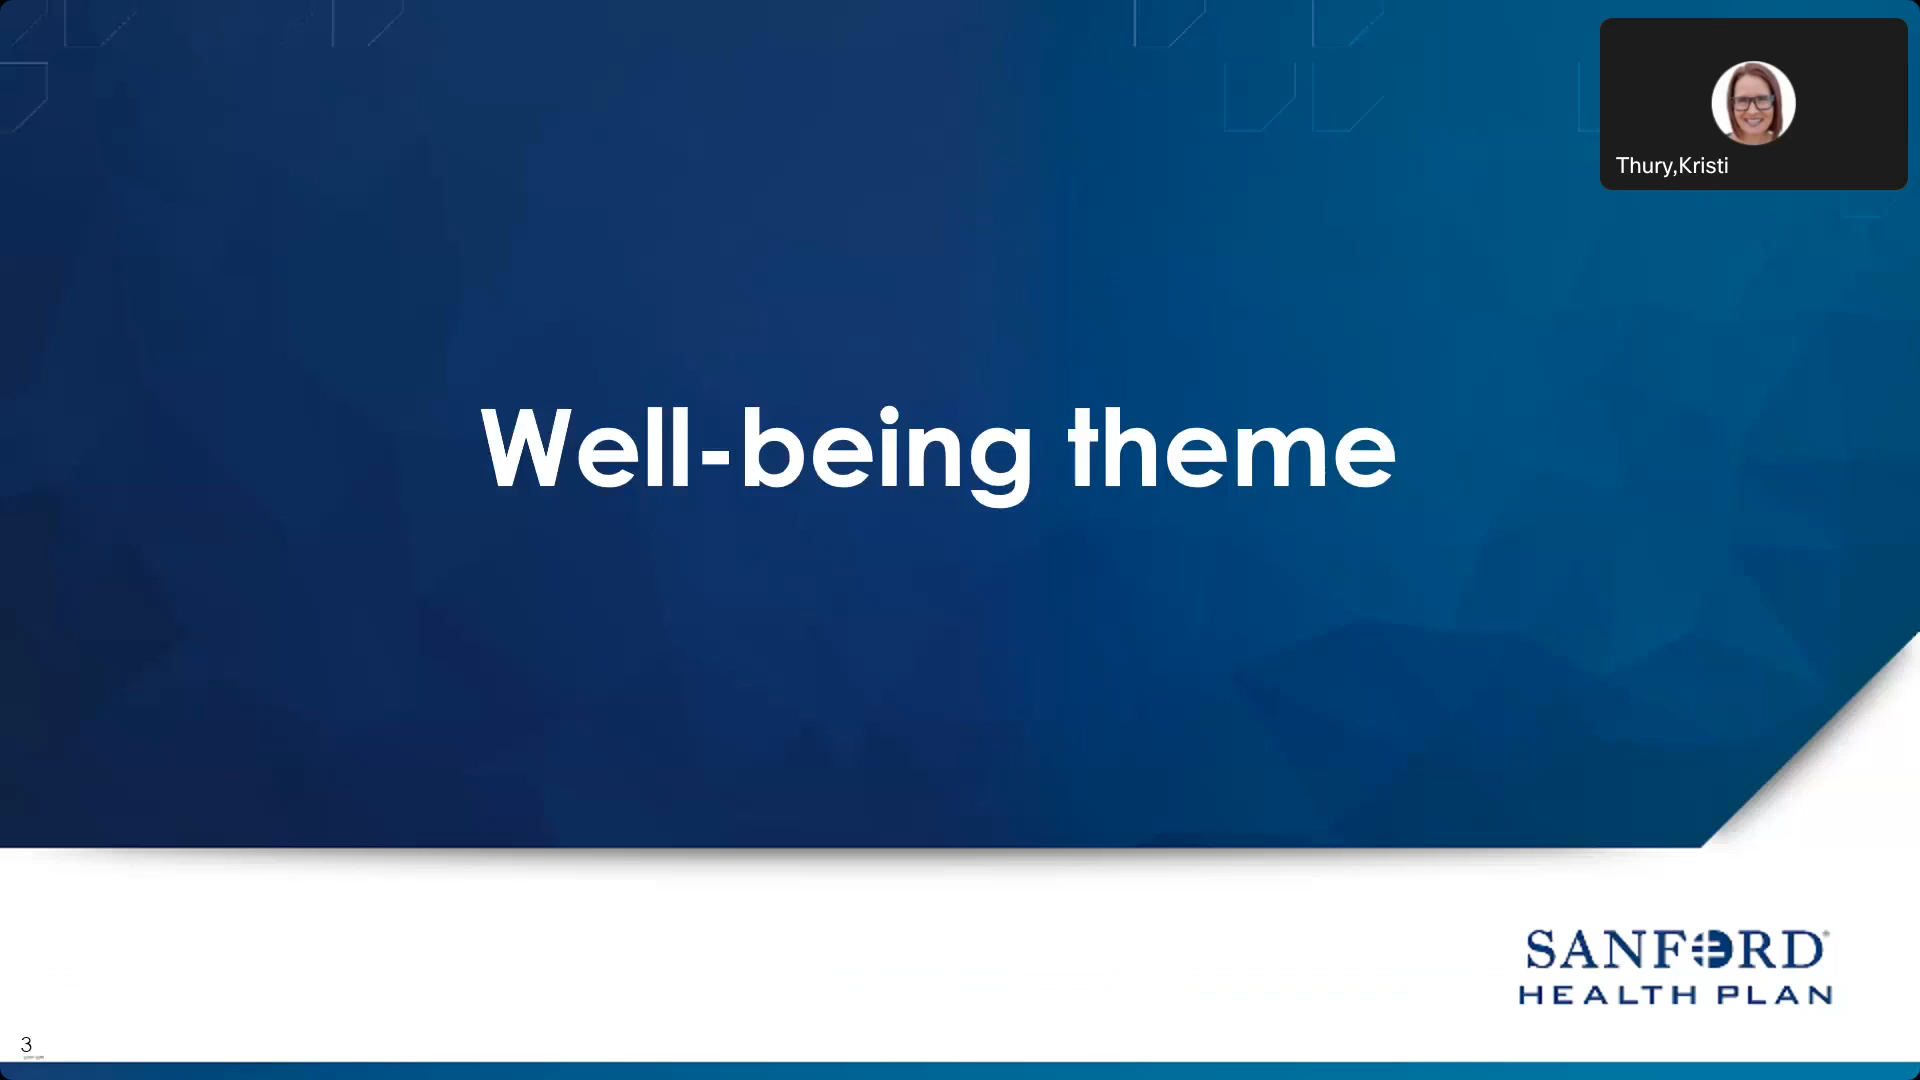 Thury,Kristi
Well-being theme
SANFORD®
HEALTH PLAN
3